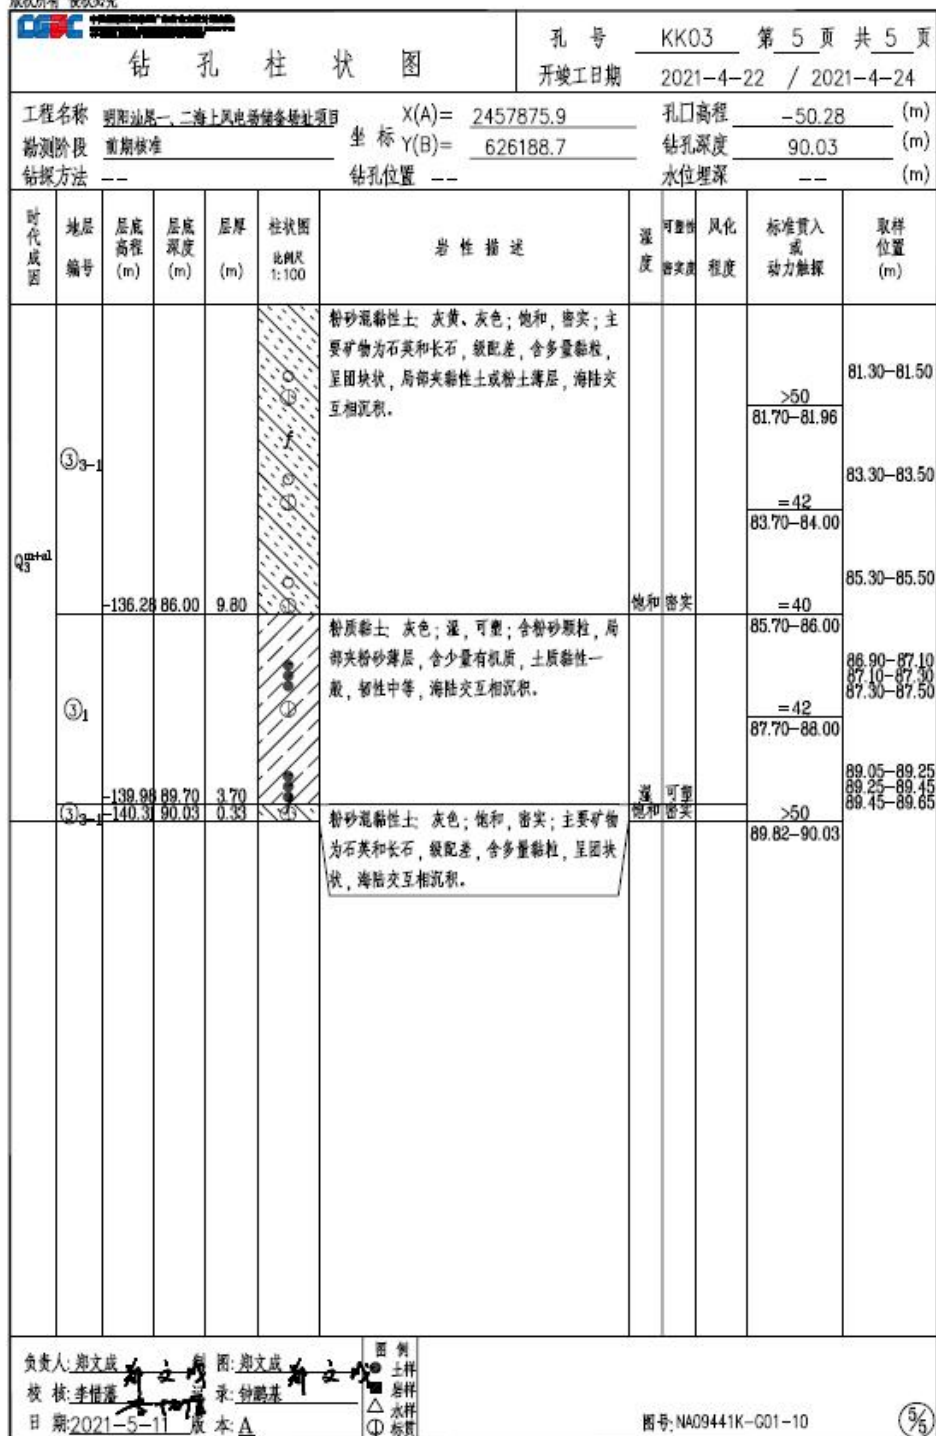 版权所有
钻 孔 柱 状 图
孔 号 KK03 第 5 页 共 5 页
开竣工日期 2021-4-22 / 2021-4-24
工程名称 明阳汕尾一、二海上风电场储备场址项目 坐 标 X(A)= 2457875.9 孔口高程 -50.28 (m)
勘测阶段 前期核准 Y(B)= 626188.7 钻孔深度 90.03 (m)
钻探方法 -- 钻孔位置 -- 水位埋深 -- (m)
时代成因 地层编号 层底高程(m) 层底深度(m) 层厚(m) 柱状图 比例尺 1:100 岩 性 描 述 湿度 可塑性 密实度 风化程度 标准贯入或动力触探 取样位置(m)
粉砂混黏性土: 灰黄、灰色; 饱和, 密实; 主
要矿物为石英和长石, 级配差, 含多量黏粒,
呈团块状, 局部夹黏性土或粉土薄层, 海陆交
互相沉积。
81.30-81.50
>50
81.70-81.96
f
③3-1
83.30-83.50
=42
83.70-84.00
Q3m+al
85.30-85.50
-136.28 86.00 9.80 饱和 密实 =40
85.70-86.00
粉质黏土: 灰色; 湿, 可塑; 含粉砂颗粒, 局
部夹粉砂薄层, 含少量有机质, 土质黏性一
般, 韧性中等, 海陆交互相沉积。
86.90-87.10
87.10-87.30
87.30-87.50
③1
=42
87.70-88.00
89.05-89.25
89.25-89.45
89.45-89.65
-139.98 89.70 3.70 湿 可塑
③3-1 -140.31 90.03 0.33 饱和 密实 >50
89.82-90.03
粉砂混黏性土: 灰色; 饱和, 密实; 主要矿物
为石英和长石, 级配差, 含多量黏粒, 呈团块
状, 海陆交互相沉积。
负责人: 郑文成 郑文成 制 图: 郑文成 郑文成
校 核: 李惜藩 录: 钟鹏基
日 期: 2021-5-11 版 本: A
图 例
土样
岩样
水样
标贯
图号: NA09441K-G01-10
5/5